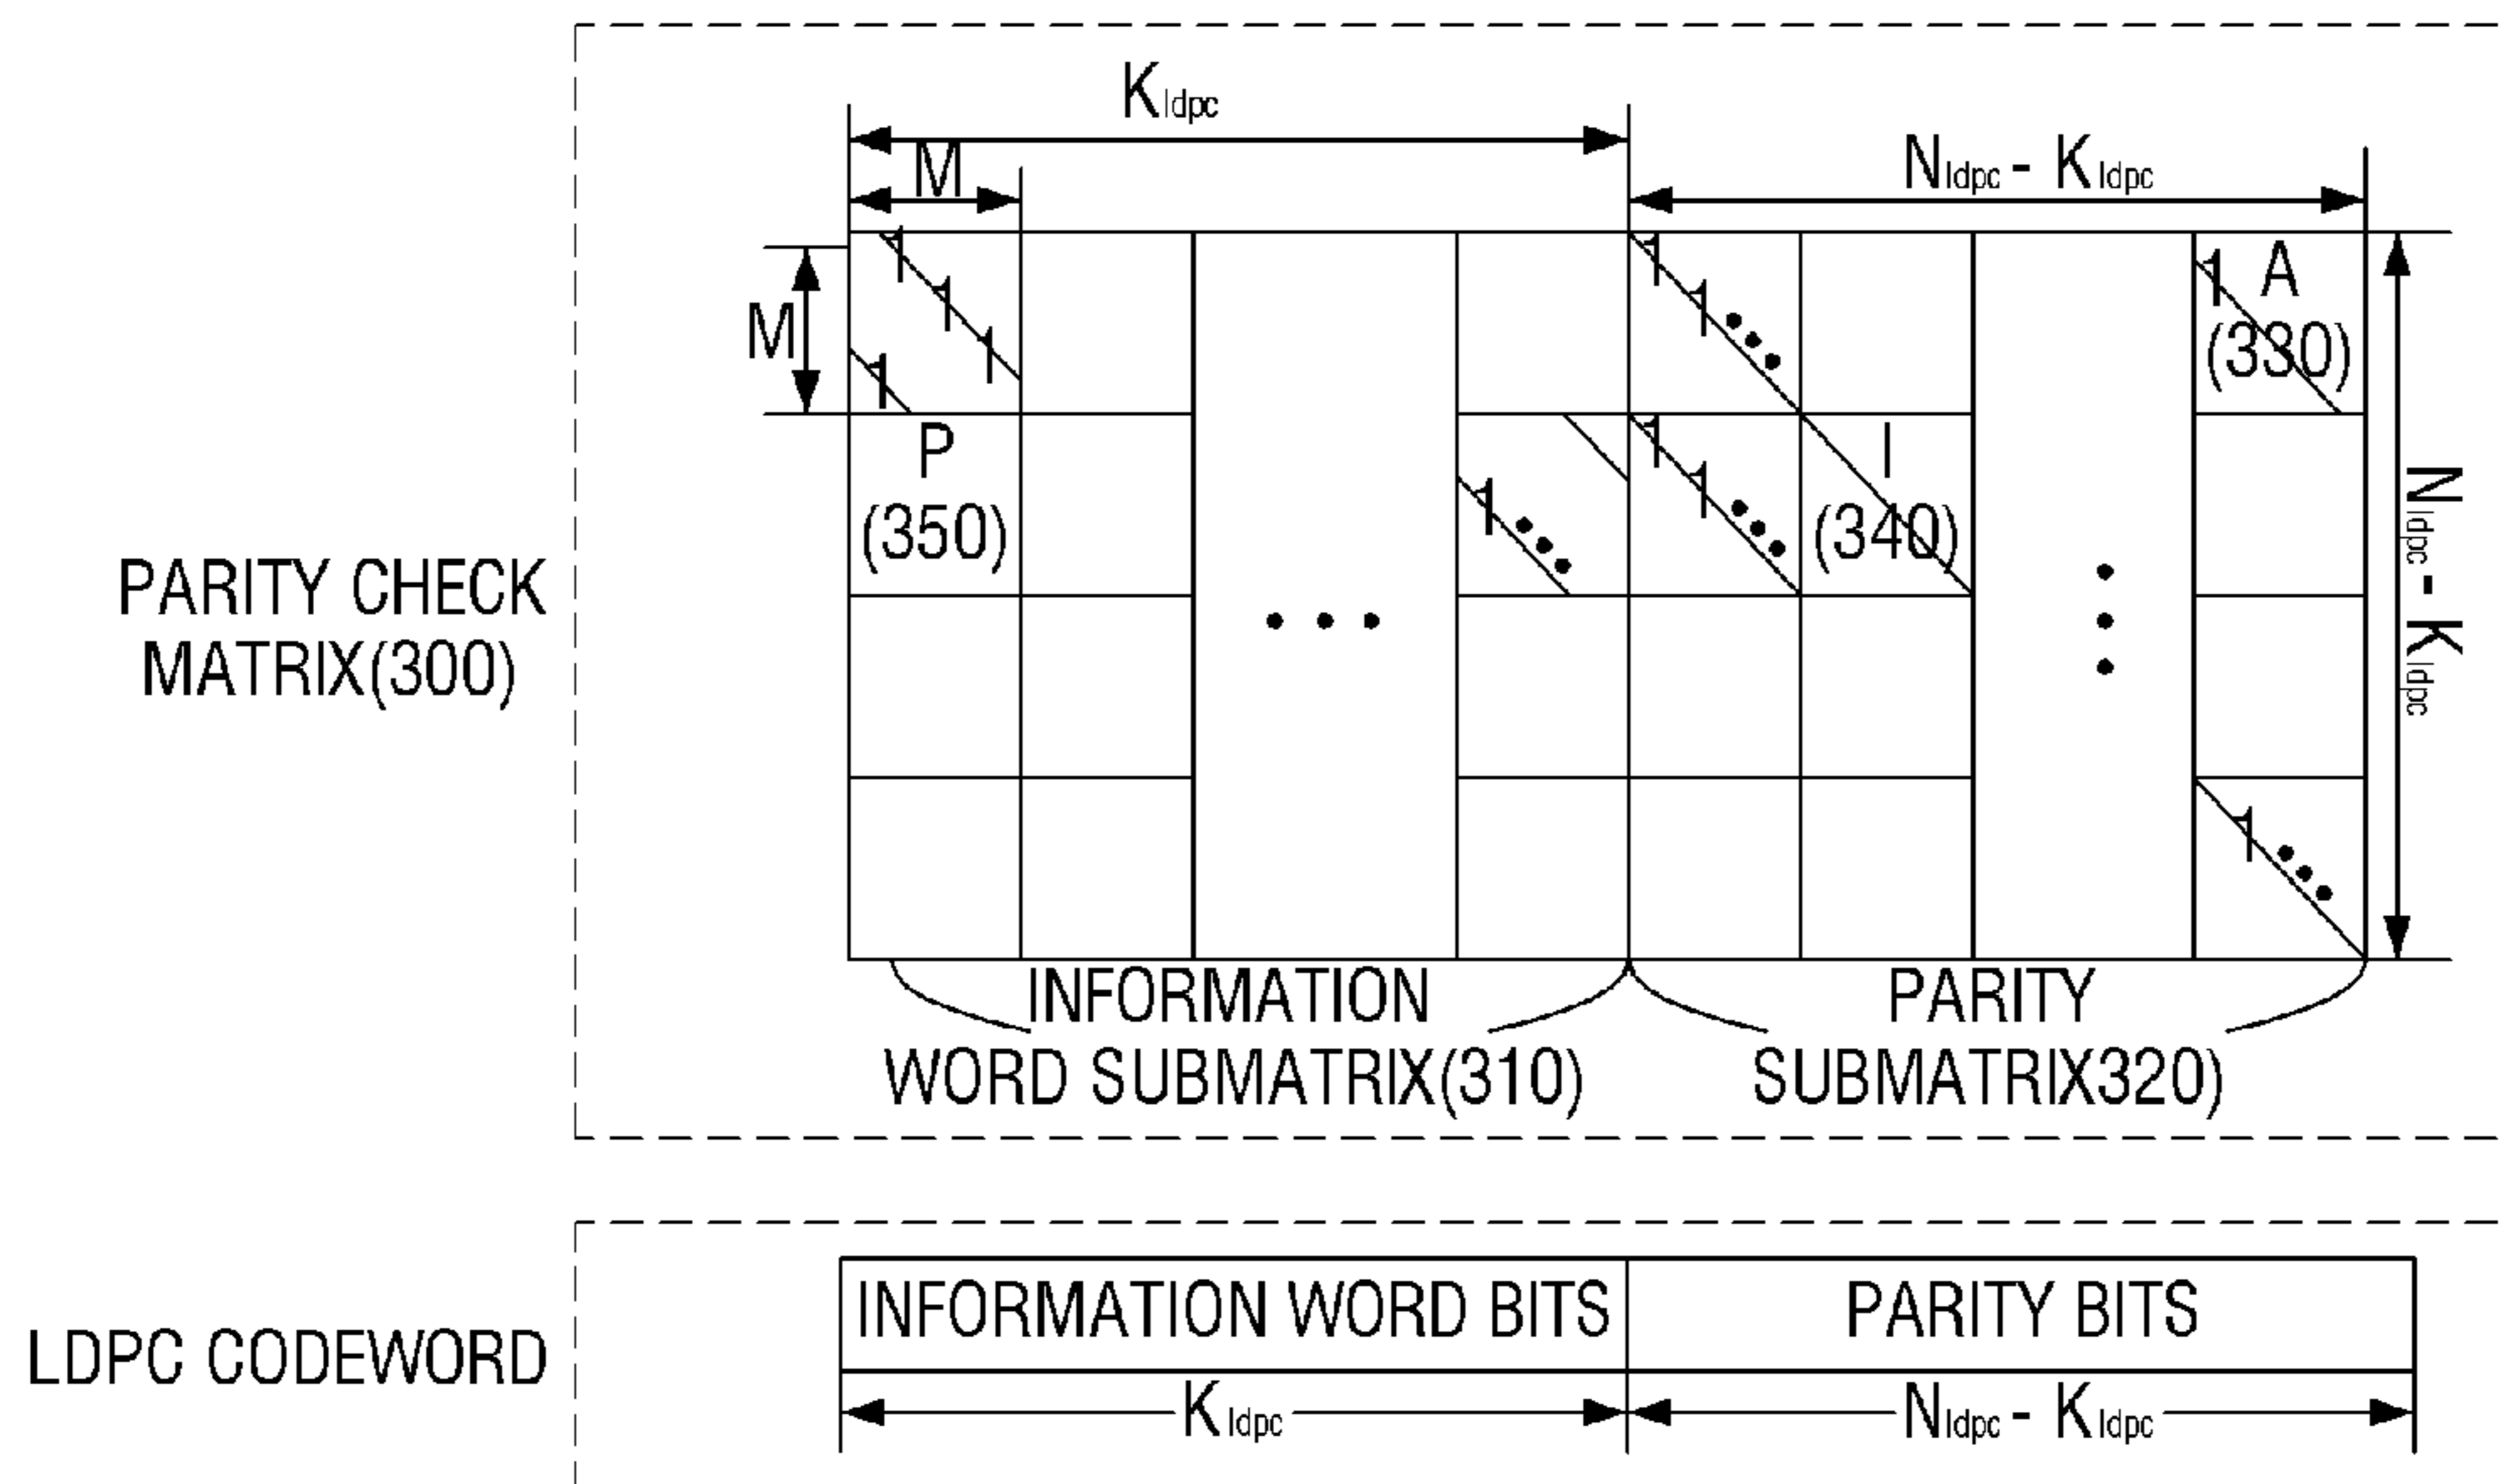 Kldpc
M
Nldpc - Kldpc
1
1
1
1
M
1
1
1
A
(330)
P
(350)
1
1
1
I
(340)
Nldpc - Kldpc
PARITY CHECK
MATRIX(300)
1
INFORMATION
WORD SUBMATRIX(310)
PARITY
SUBMATRIX320)
INFORMATION WORD BITS
PARITY BITS
LDPC CODEWORD
Kldpc
Nldpc - Kldpc